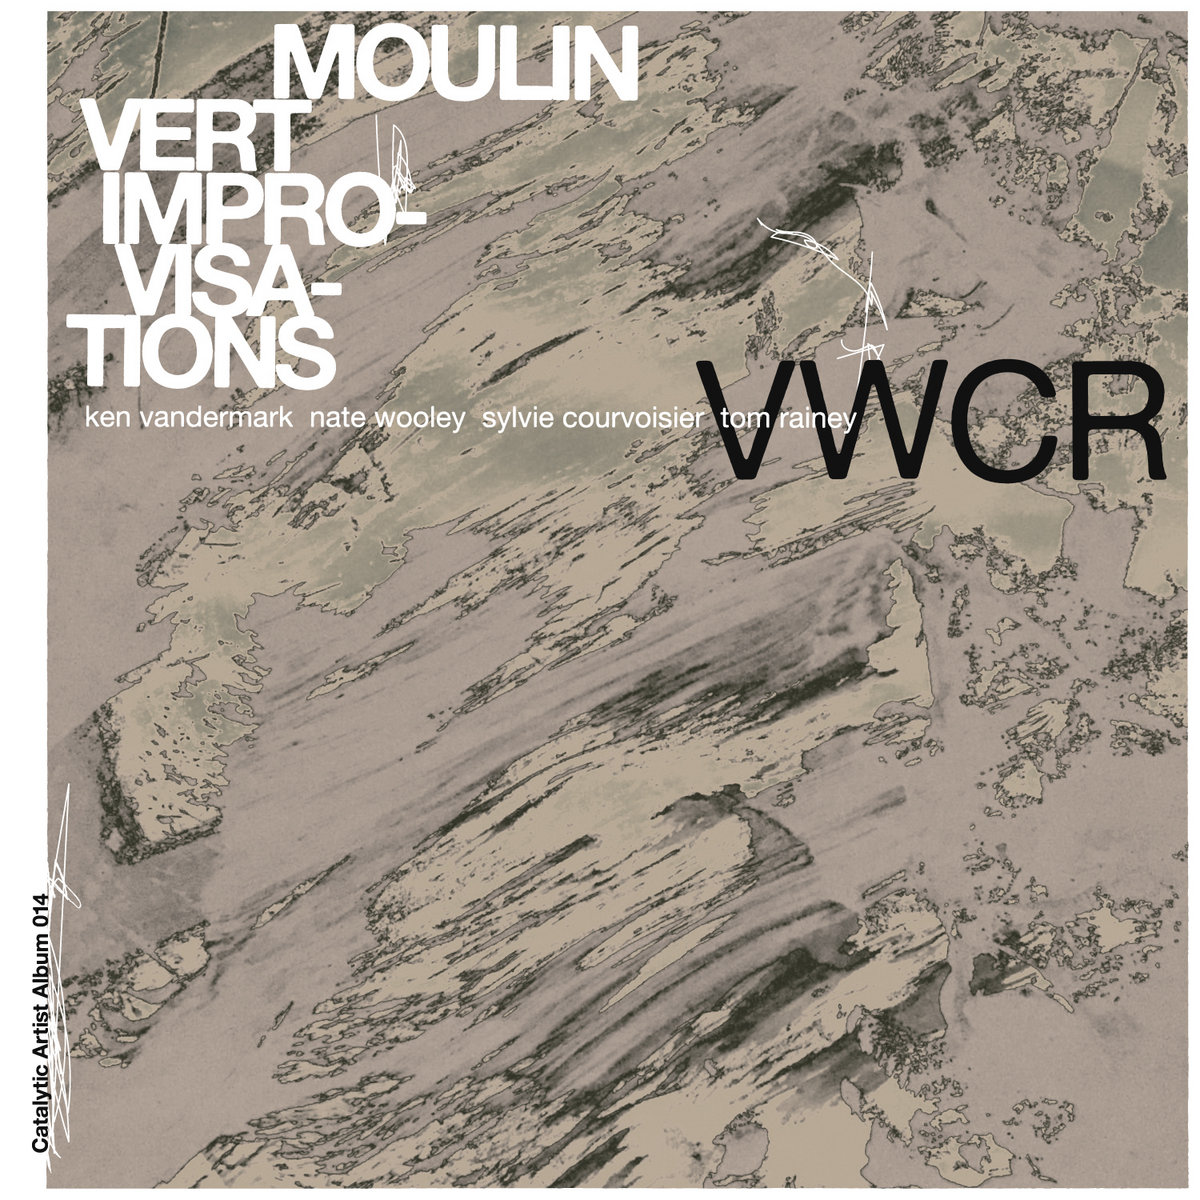 MOULIN
VERT
IMPRO-
VISA-
TIONS
ken vandermark nate wooley sylvie courvoisier tom rainey
VWCR
Catalytic Artist Album 014